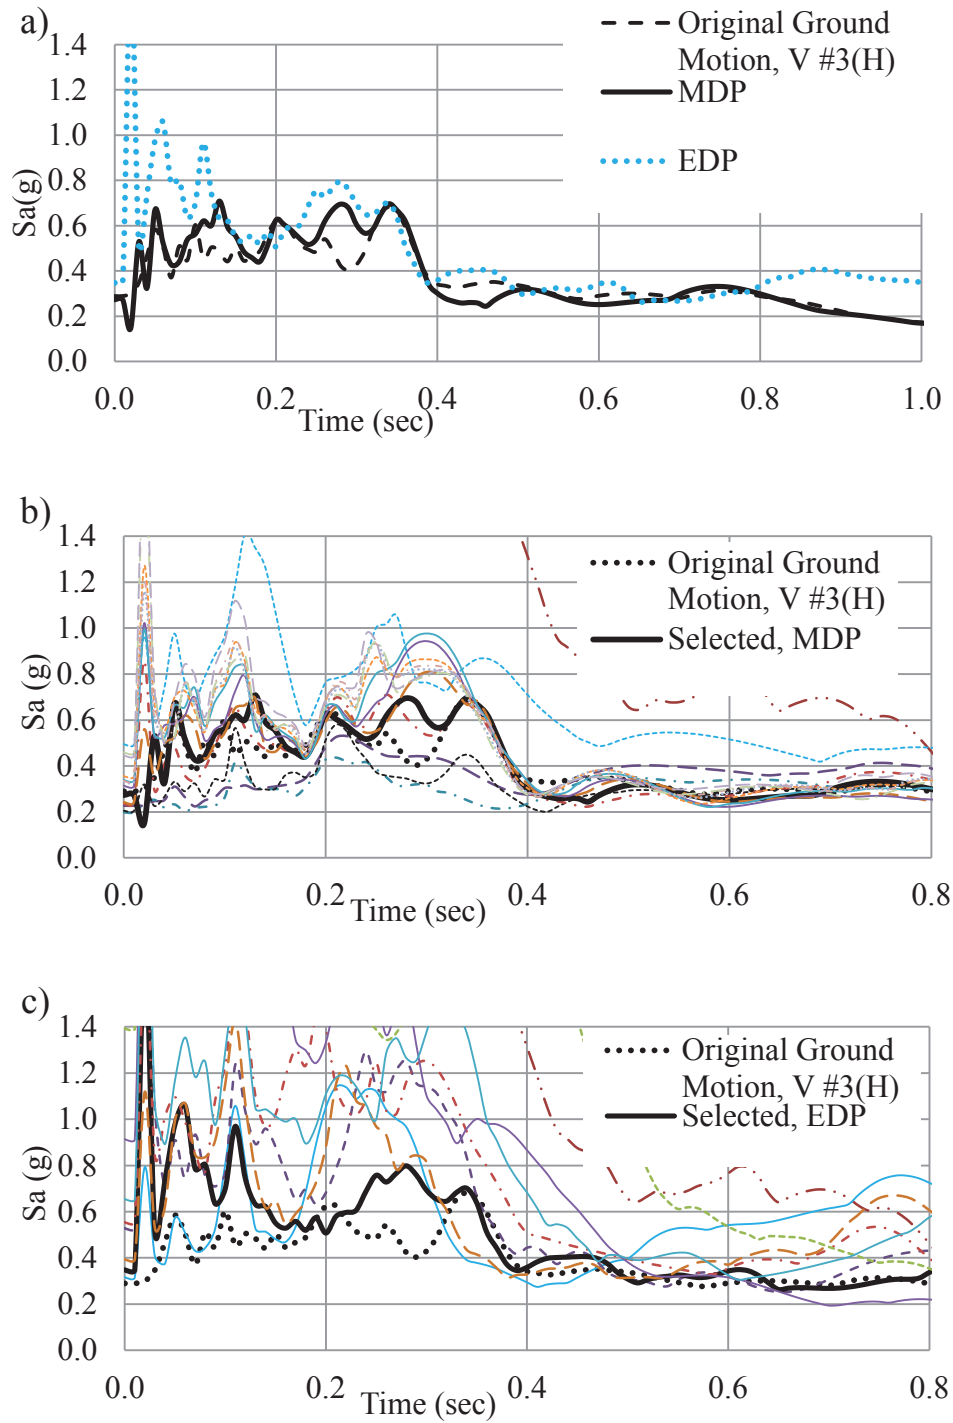 a)
Original Ground
Motion, V #3(H)
MDP
EDP
Sa(g)
1.4
1.2
1.0
0.8
0.6
0.4
0.2
0.0
0.0 0.2 0.4 0.6 0.8 1.0
Time (sec)
b)
Original Ground
Motion, V #3(H)
Selected, MDP
Sa (g)
1.4
1.2
1.0
0.8
0.6
0.4
0.2
0.0
0.0 0.2 0.4 0.6 0.8
Time (sec)
c)
Original Ground
Motion, V #3(H)
Selected, EDP
Sa (g)
1.4
1.2
1.0
0.8
0.6
0.4
0.2
0.0
0.0 0.2 0.4 0.6 0.8
Time (sec)